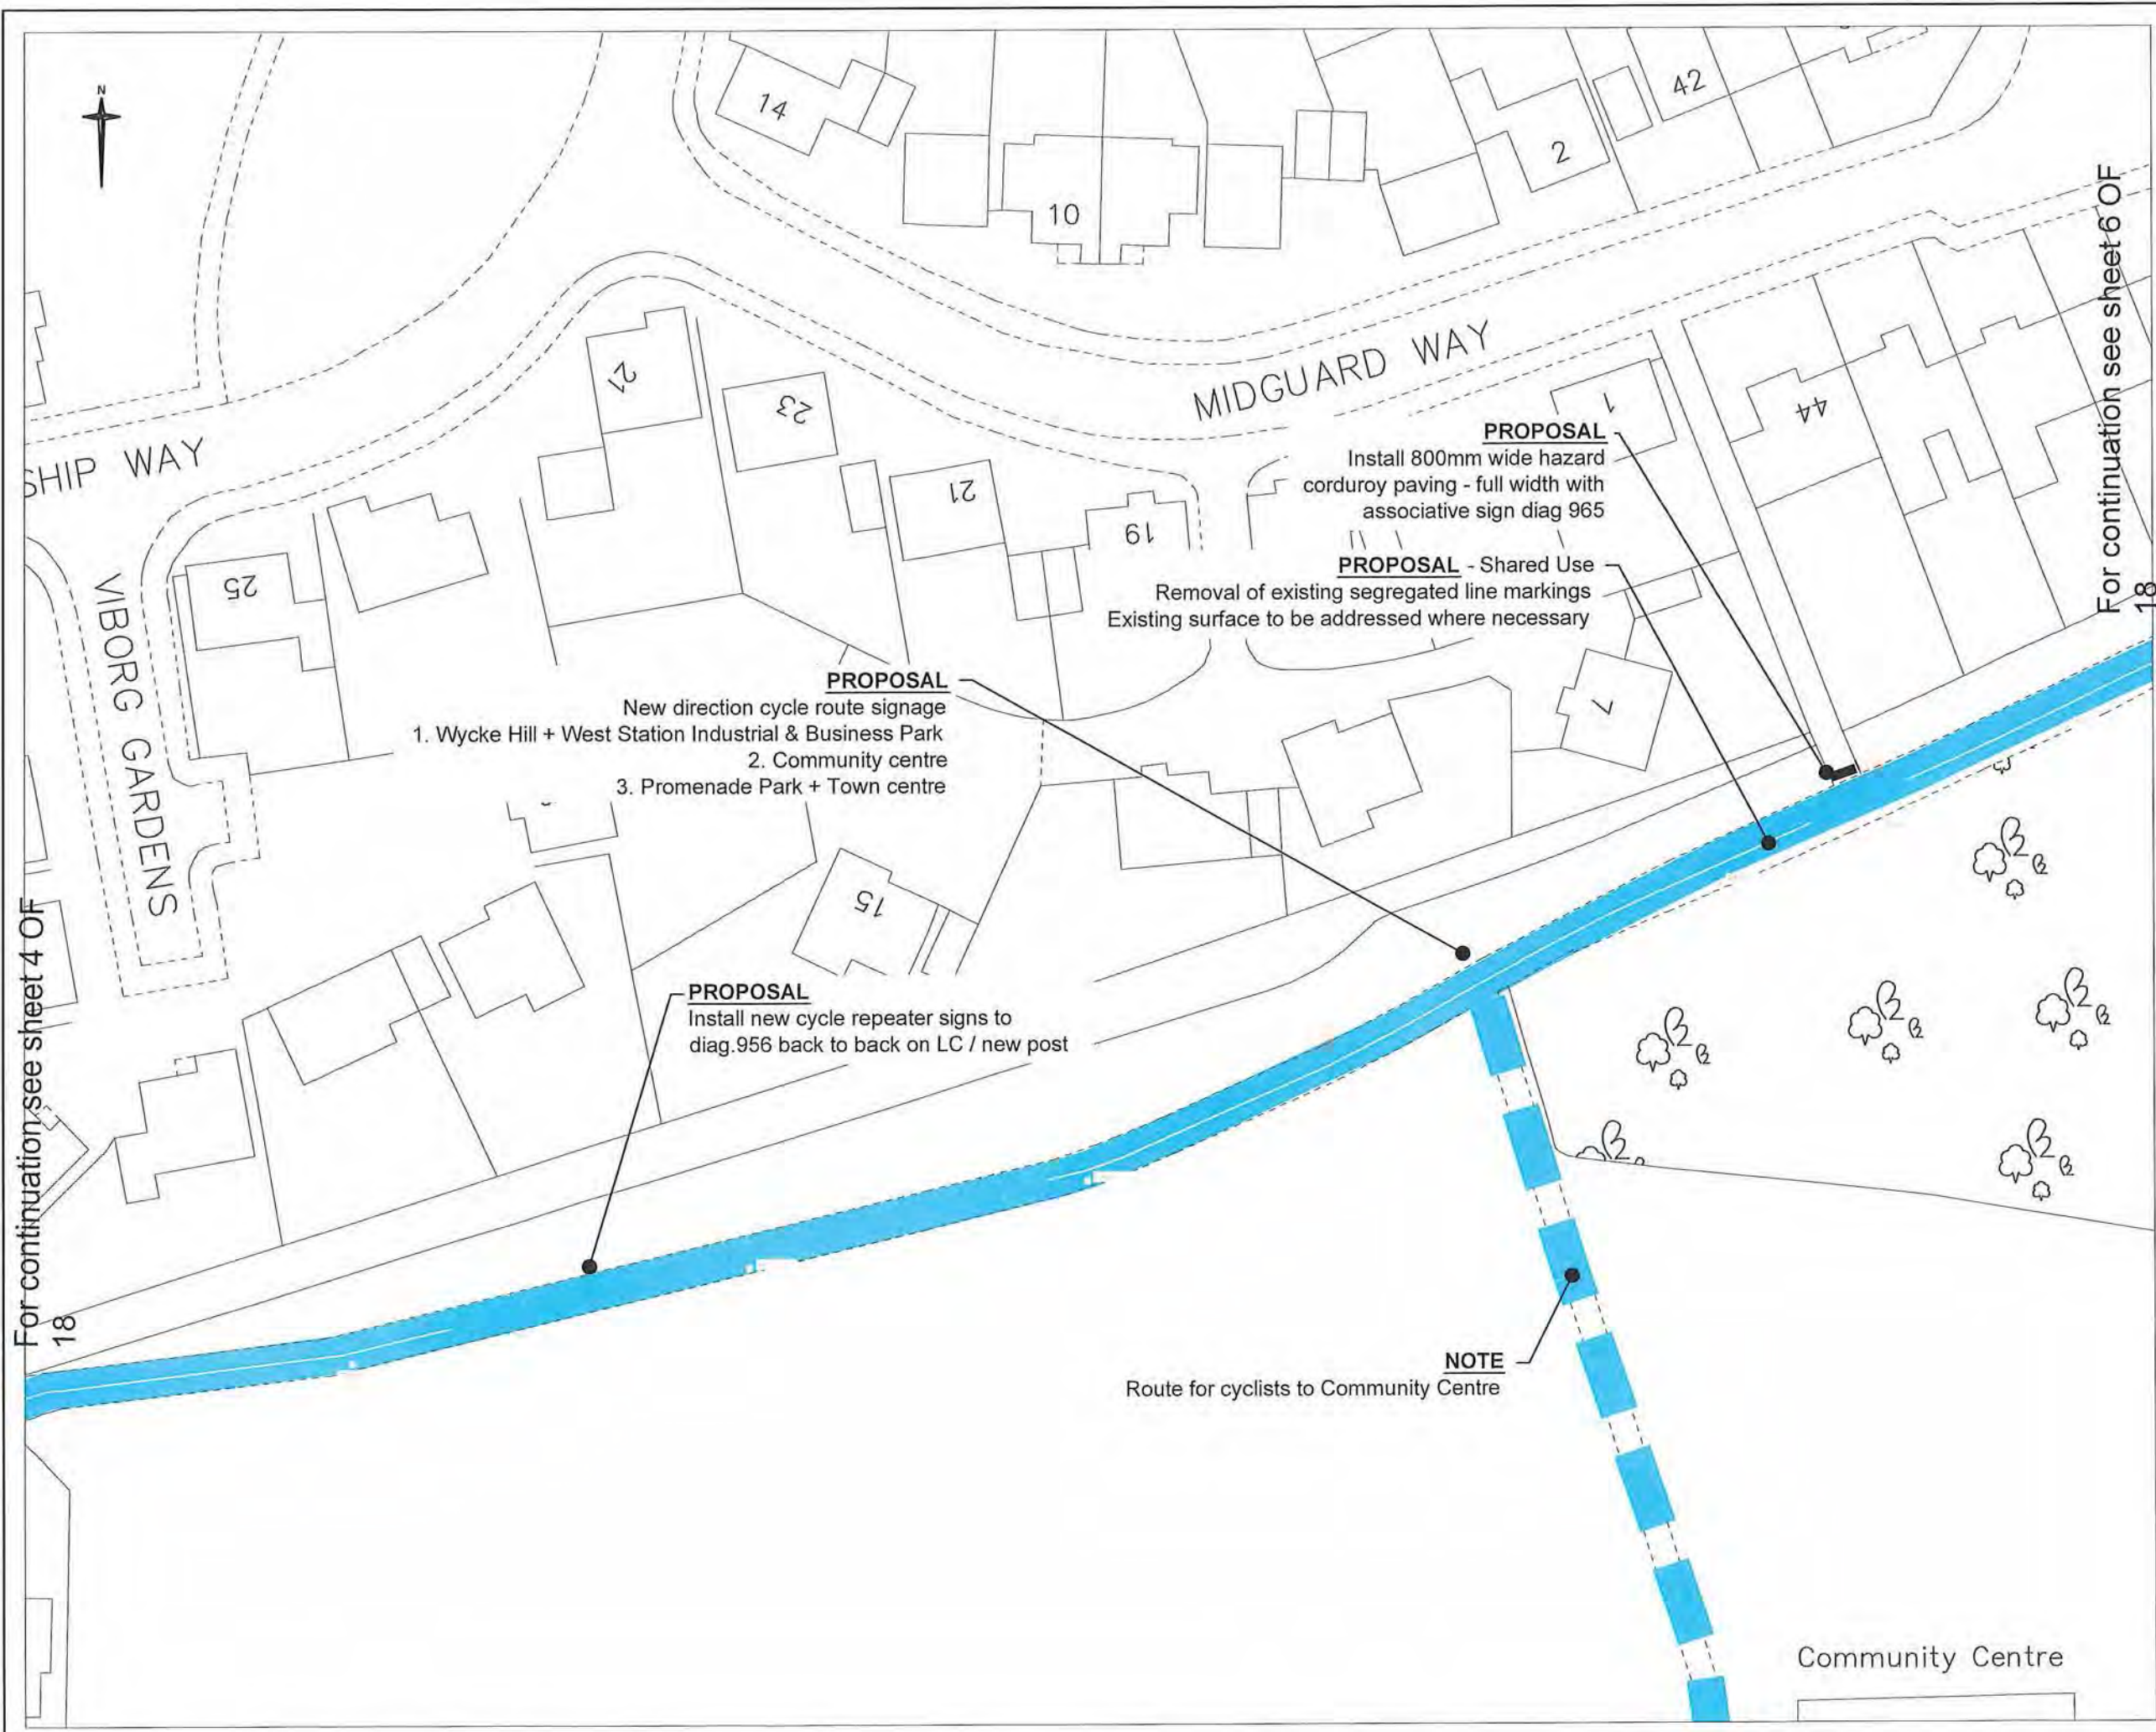 N
14
10
2
42
For continuation see sheet 6 OF
18
SHIP WAY
MIDGUARD WAY
21
23
21
19
1
44
25
VIBORG GARDENS
PROPOSAL
Install 800mm wide hazard
corduroy paving - full width with
associative sign diag 965
PROPOSAL - Shared Use
Removal of existing segregated line markings
Existing surface to be addressed where necessary
7
PROPOSAL
New direction cycle route signage
1. Wycke Hill + West Station Industrial & Business Park
2. Community centre
3. Promenade Park + Town centre
15
For continuation see sheet 4 OF
18
PROPOSAL
Install new cycle repeater signs to
diag.956 back to back on LC / new post
NOTE
Route for cyclists to Community Centre
Community Centre